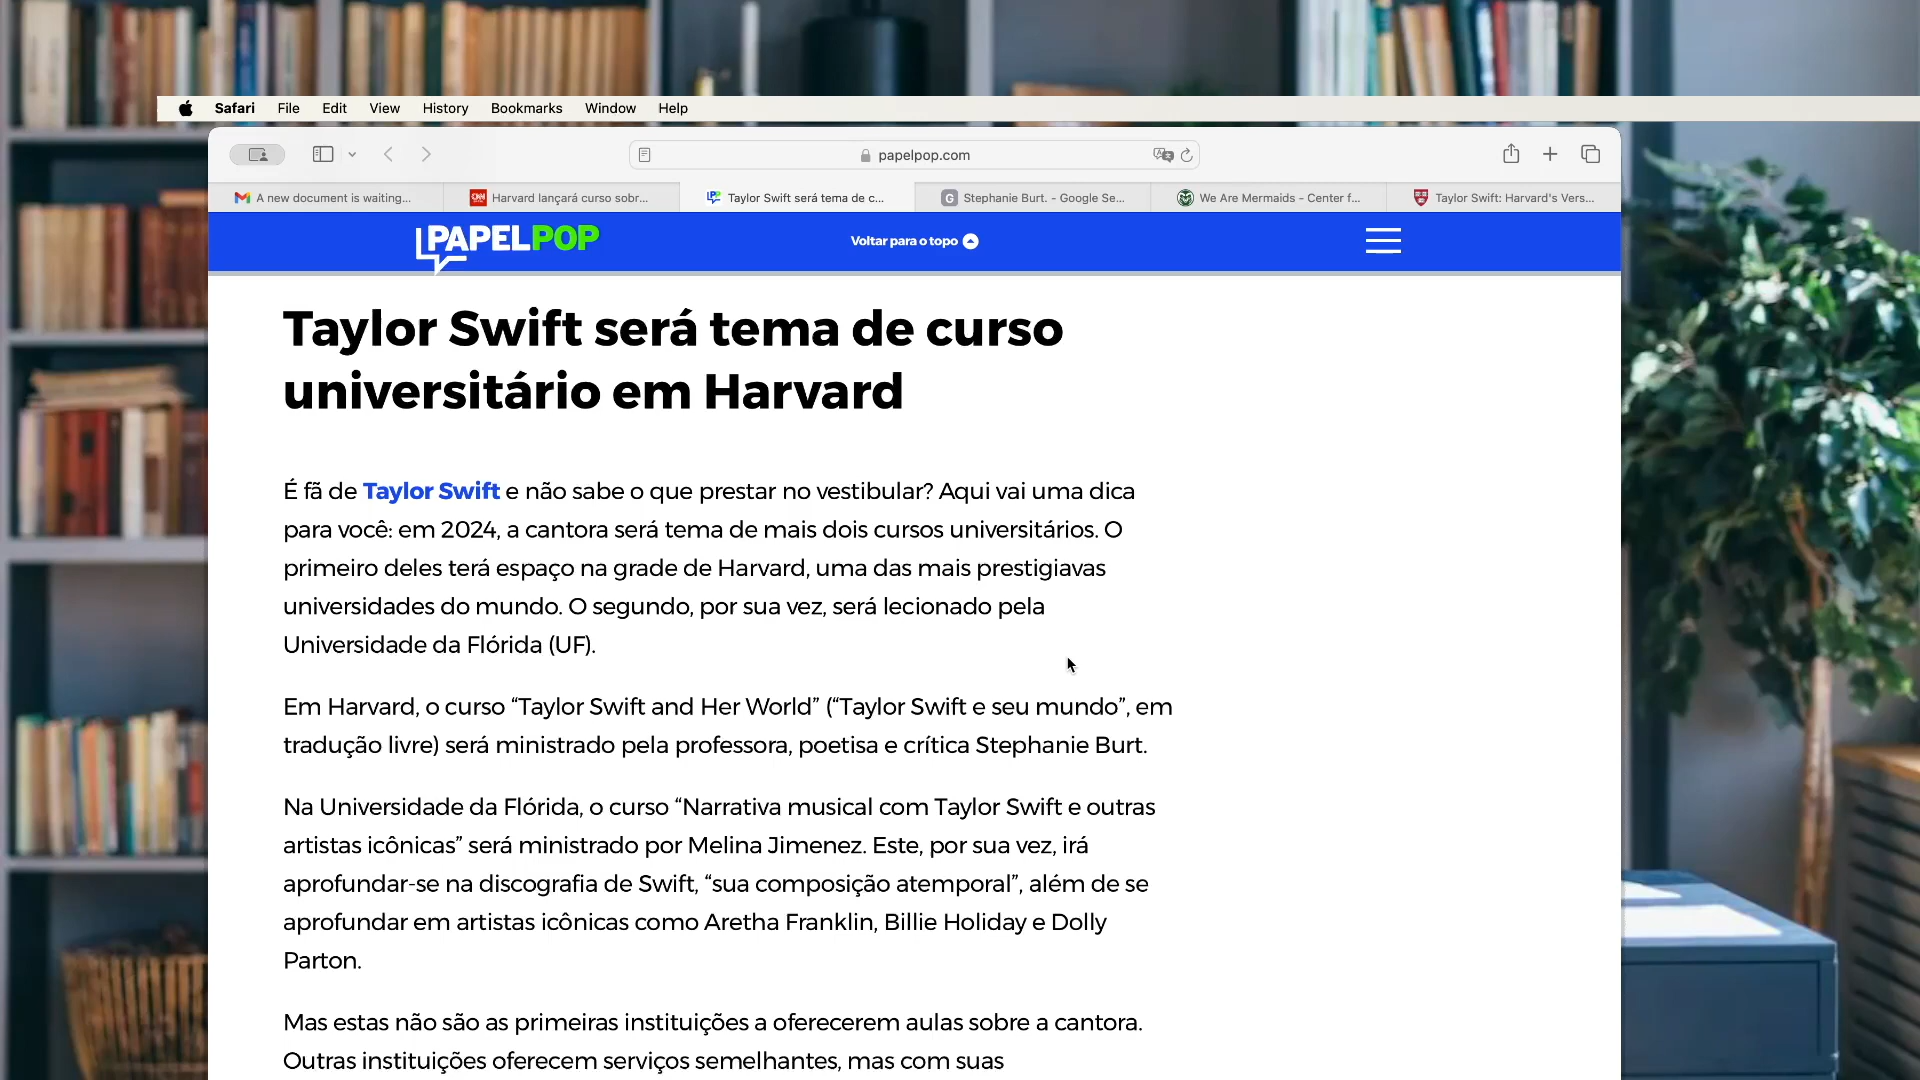 Safari File Edit View History Bookmarks Window Help
papelpop.com
A new document is waiting...
Harvard lançará curso sobr...
Taylor Swift será tema de c...
Stephanie Burt. - Google Se...
We Are Mermaids - Center f...
Taylor Swift: Harvard's Vers...
PAPELPOP
Voltar para o topo
Taylor Swift será tema de curso
universitário em Harvard
É fã de Taylor Swift e não sabe o que prestar no vestibular? Aqui vai uma dica
para você: em 2024, a cantora será tema de mais dois cursos universitários. O
primeiro deles terá espaço na grade de Harvard, uma das mais prestigiavas
universidades do mundo. O segundo, por sua vez, será lecionado pela
Universidade da Flórida (UF).
Em Harvard, o curso “Taylor Swift and Her World” (“Taylor Swift e seu mundo”, em
tradução livre) será ministrado pela professora, poetisa e crítica Stephanie Burt.
Na Universidade da Flórida, o curso “Narrativa musical com Taylor Swift e outras
artistas icônicas” será ministrado por Melina Jimenez. Este, por sua vez, irá
aprofundar-se na discografia de Swift, “sua composição atemporal”, além de se
aprofundar em artistas icônicas como Aretha Franklin, Billie Holiday e Dolly
Parton.
Mas estas não são as primeiras instituições a oferecerem aulas sobre a cantora.
Outras instituições oferecem serviços semelhantes, mas com suas